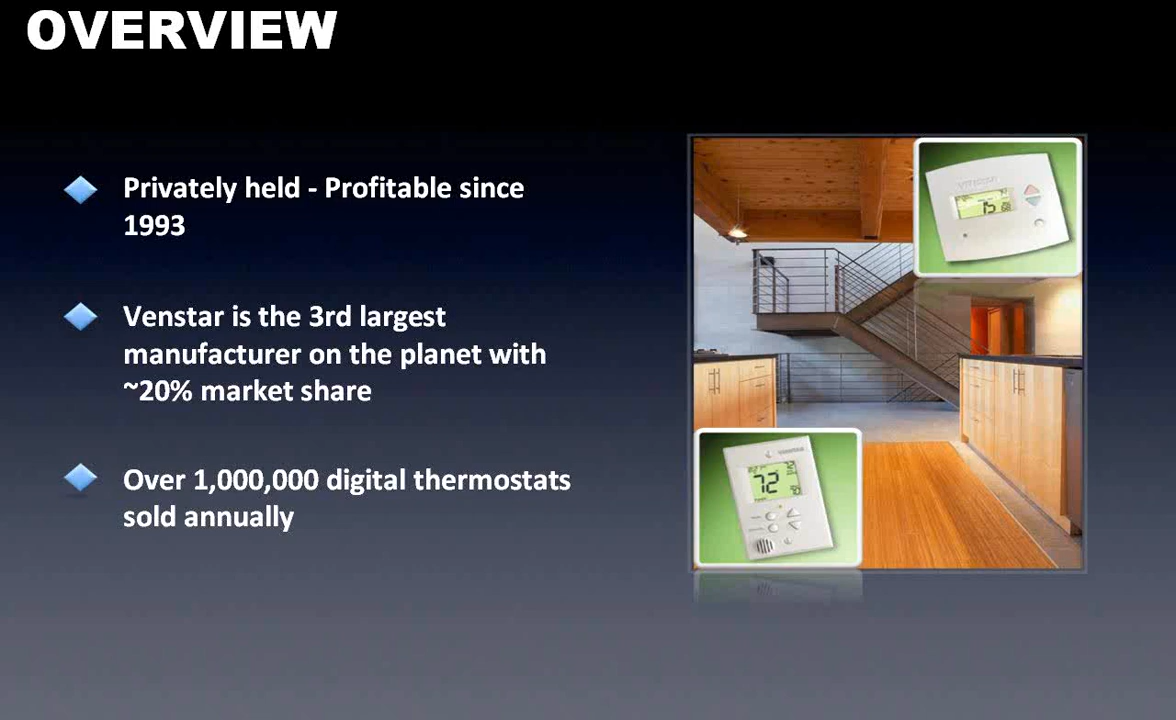 OVERVIEW
Privately held - Profitable since
1993
Venstar is the 3rd largest
manufacturer on the planet with
~20% market share
Over 1,000,000 digital thermostats
sold annually
75
72